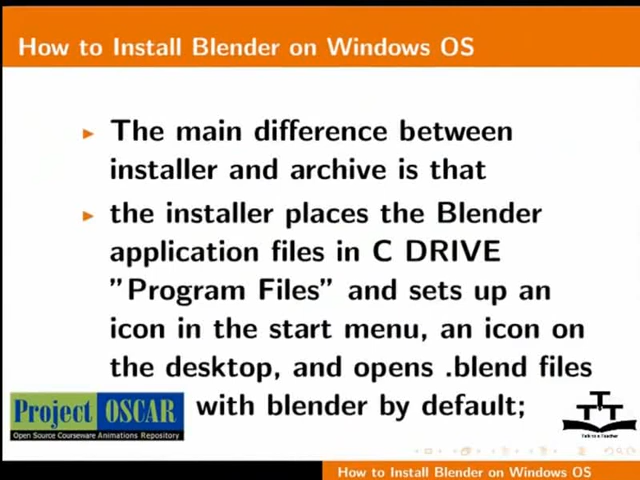 How to Install Blender on Windows OS
The main difference between
installer and archive is that
the installer places the Blender
application files in C DRIVE
"Program Files" and sets up an
icon in the start menu, an icon on
the desktop, and opens .blend files
with blender by default;
Project OSCAR
Open Source Courseware Animations Repository
TTT
Talk to a Teacher
How to Install Blender on Windows OS